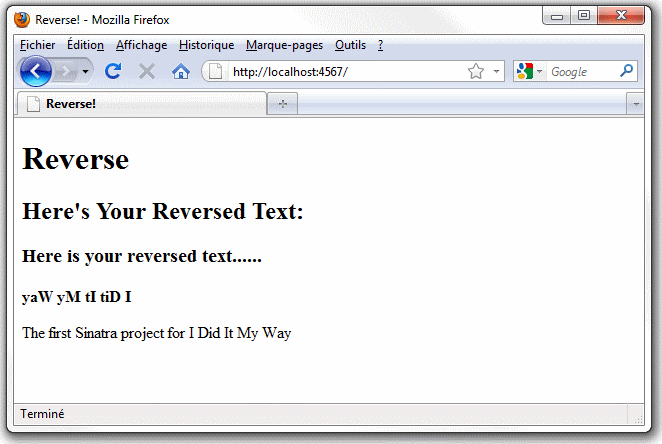 Reverse! - Mozilla Firefox
Fichier Édition Affichage Historique Marque-pages Outils ?
http://localhost:4567/ Google
Reverse!
Reverse
Here's Your Reversed Text:
Here is your reversed text......
yaW yM tI tiD I
The first Sinatra project for I Did It My Way
Terminé